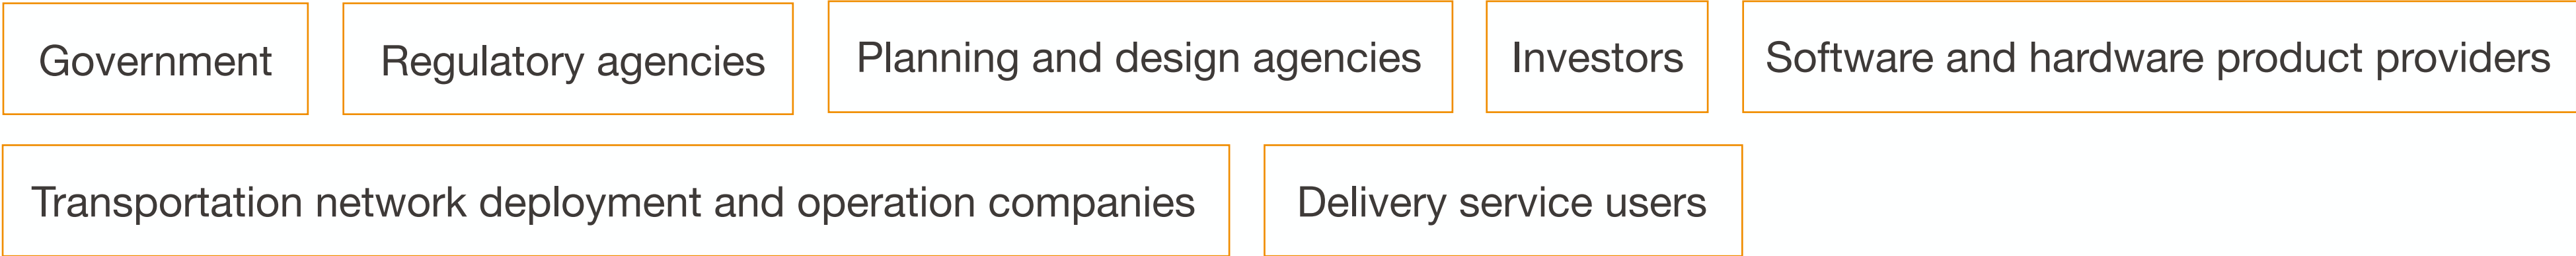 Government
Regulatory agencies
Planning and design agencies
Investors
Software and hardware product providers
Transportation network deployment and operation companies
Delivery service users